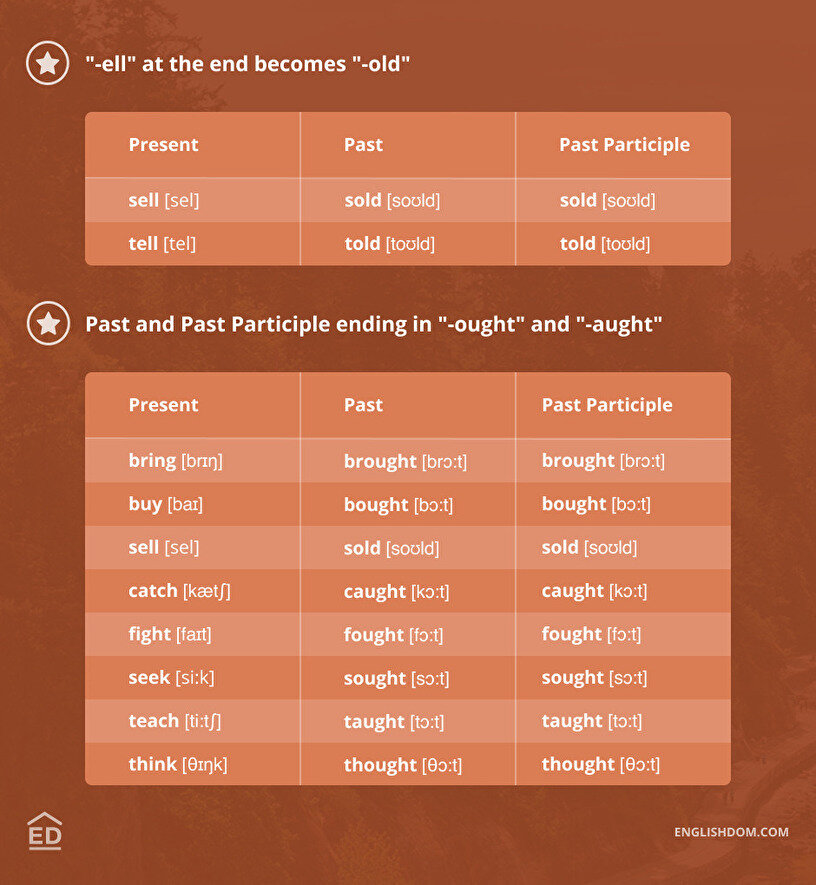 "-ell" at the end becomes "-old"
Present Past Past Participle
sell [sel] sold [soʊld] sold [soʊld]
tell [tel] told [toʊld] told [toʊld]
Past and Past Participle ending in "-ought" and "-aught"
Present Past Past Participle
bring [brɪŋ] brought [brɔ:t] brought [brɔ:t]
buy [baɪ] bought [bɔ:t] bought [bɔ:t]
sell [sel] sold [soʊld] sold [soʊld]
catch [kætʃ] caught [kɔ:t] caught [kɔ:t]
fight [faɪt] fought [fɔ:t] fought [fɔ:t]
seek [si:k] sought [sɔ:t] sought [sɔ:t]
teach [ti:tʃ] taught [tɔ:t] taught [tɔ:t]
think [θɪŋk] thought [θɔ:t] thought [θɔ:t]
ED
ENGLISHDOM.COM